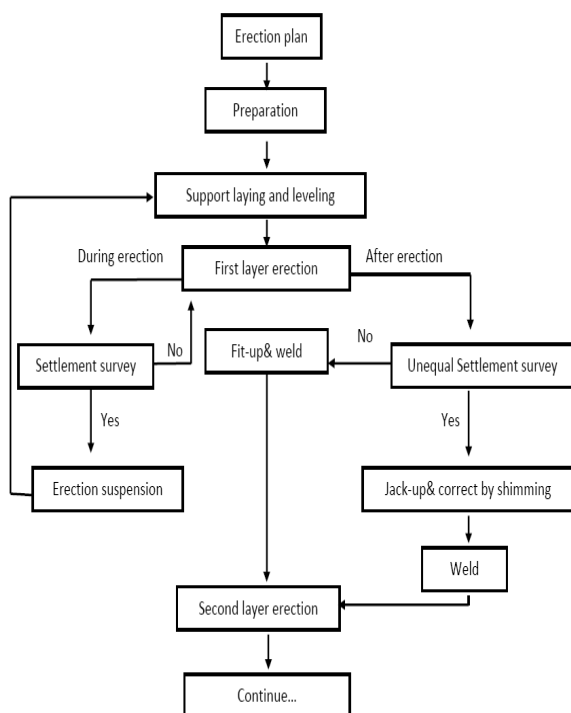 Erection plan
Preparation
Support laying and leveling
During erection
First layer erection
After erection
Settlement survey
No
Fit-up& weld
No
Unequal Settlement survey
Yes
Yes
Erection suspension
Jack-up& correct by shimming
Weld
Second layer erection
Continue...